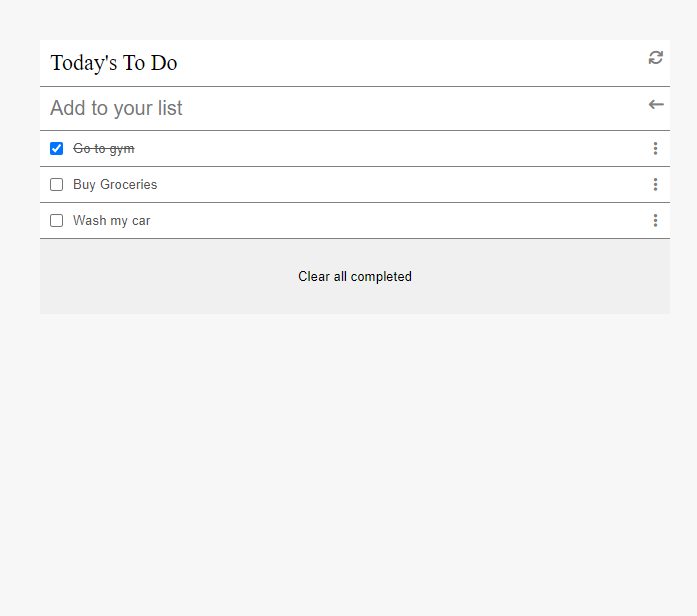 Today's To Do
Add to your list
Go to gym
Buy Groceries
Wash my car
Clear all completed